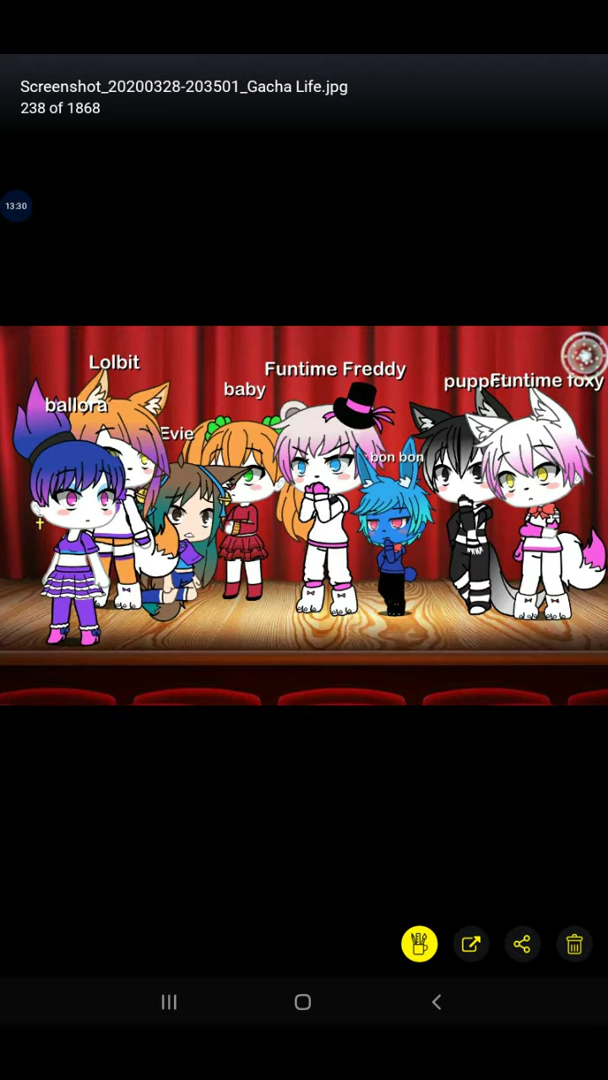 Screenshot_20200328-203501_Gacha Life.jpg
238 of 1868
13:30
Lolbit
Funtime Freddy
baby
Funtime foxy
ballora
Evie
bon bon